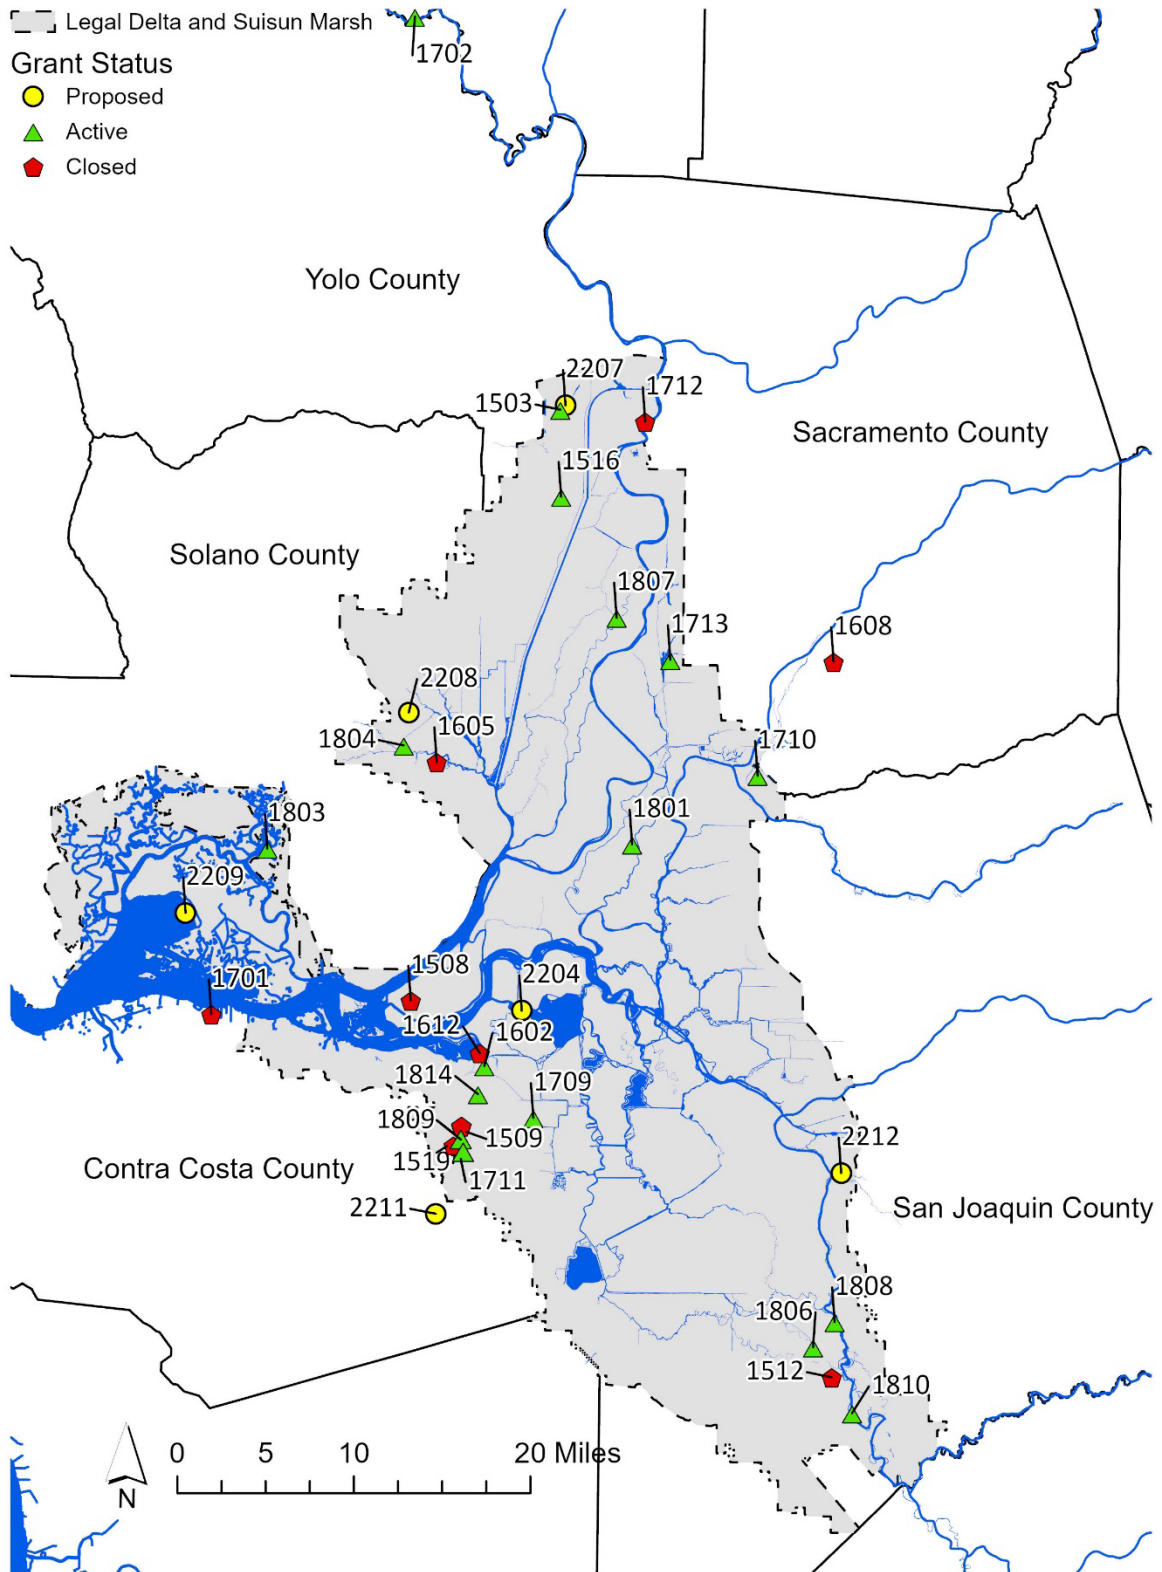 Legal Delta and Suisun Marsh
Grant Status
Proposed
Active
Closed
1702
Yolo County
2207
1712
1503
Sacramento County
1516
Solano County
1807
1713
1608
2208
1605
1804
1710
1803
1801
2209
1508
2204
1701
1612
1602
1814
1709
1809
1509
2212
1519
Contra Costa County
1711
2211
San Joaquin County
1808
1806
1512
1810
0 5 10 20 Miles
N